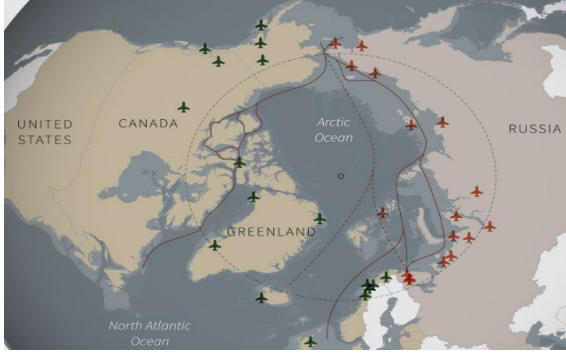 Arctic
Ocean
UNITED
STATES
CANADA
RUSSIA
GREENLAND
North Atlantic
Ocean